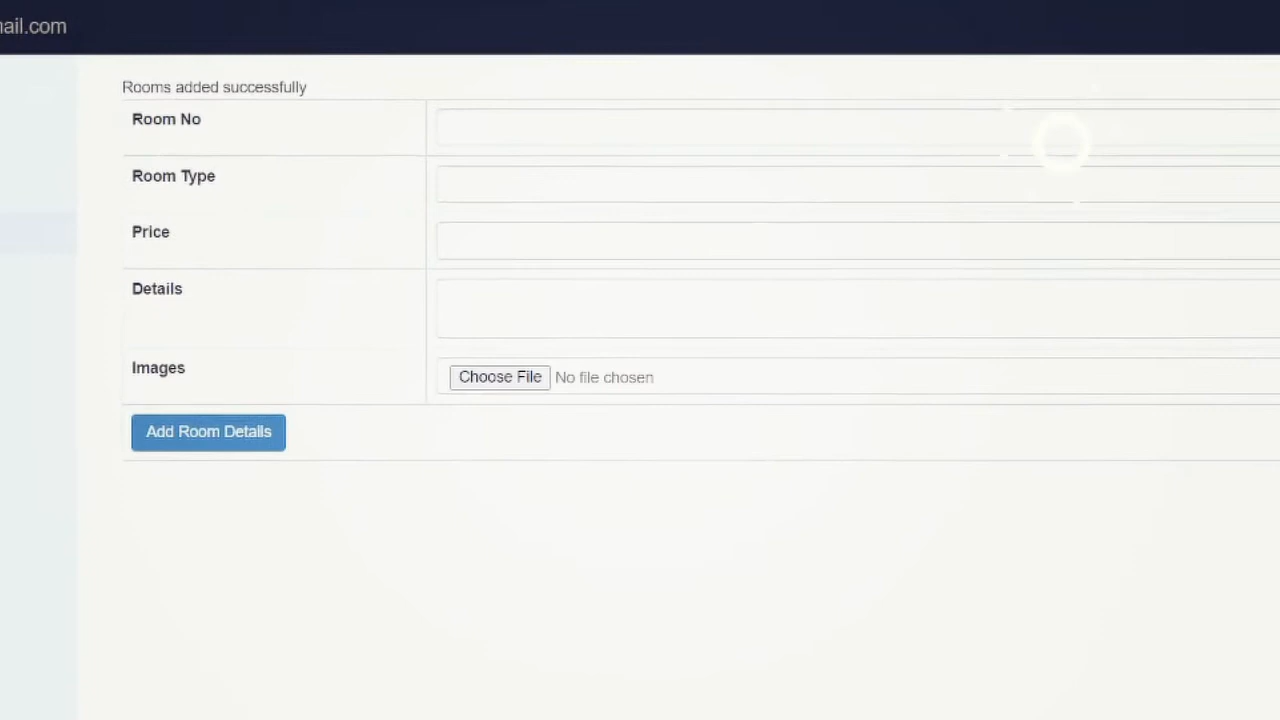 mail.com
Rooms added successfully
Room No
Room Type
Price
Details
Images
Choose File No file chosen
Add Room Details